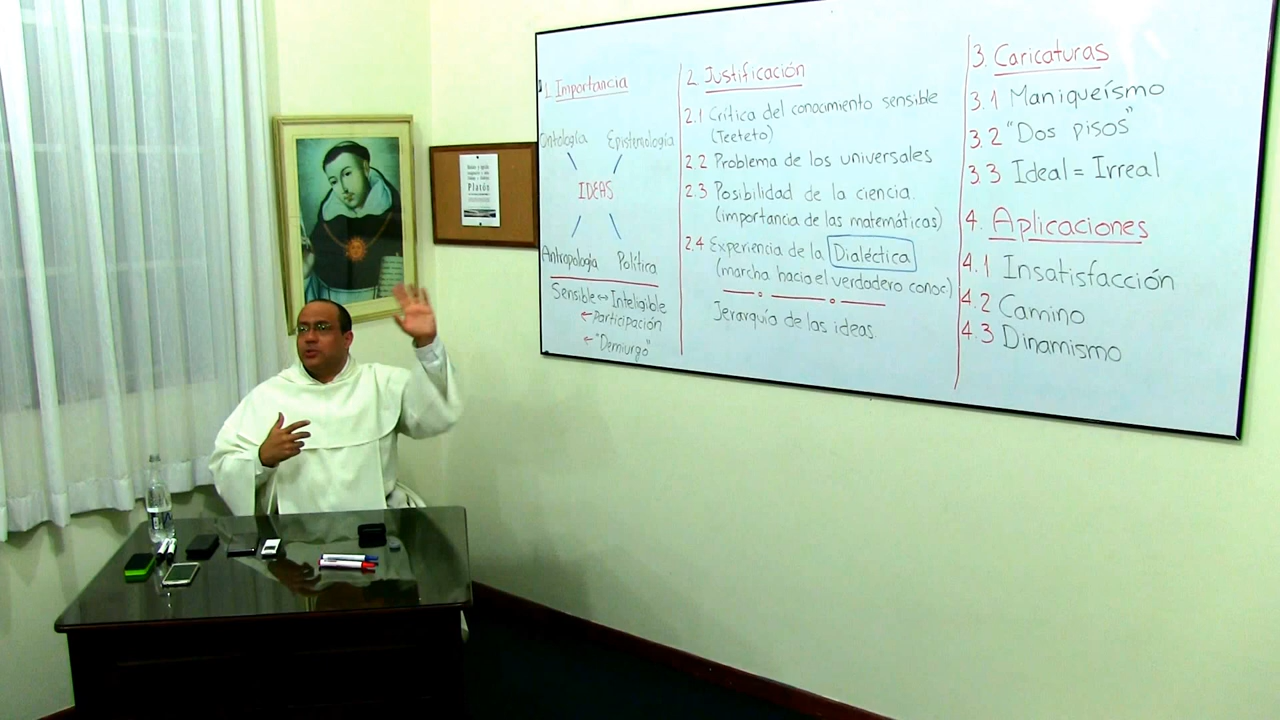 Platón
1. Importancia
Ontología Epistemología
IDEAS
Antropología Política
Sensible ↔ Inteligible
← Participación
← "Demiurgo"
2. Justificación
2.1 Crítica del conocimiento sensible
(Teeteto)
2.2 Problema de los universales
2.3 Posibilidad de la ciencia.
(importancia de las matemáticas)
2.4 Experiencia de la Dialéctica
(marcha hacia el verdadero conoc)
Jerarquía de las ideas.
3. Caricaturas
3.1 Maniqueísmo
3.2 "Dos pisos"
3.3 Ideal = Irreal
4. Aplicaciones
4.1 Insatisfacción
4.2 Camino
4.3 Dinamismo